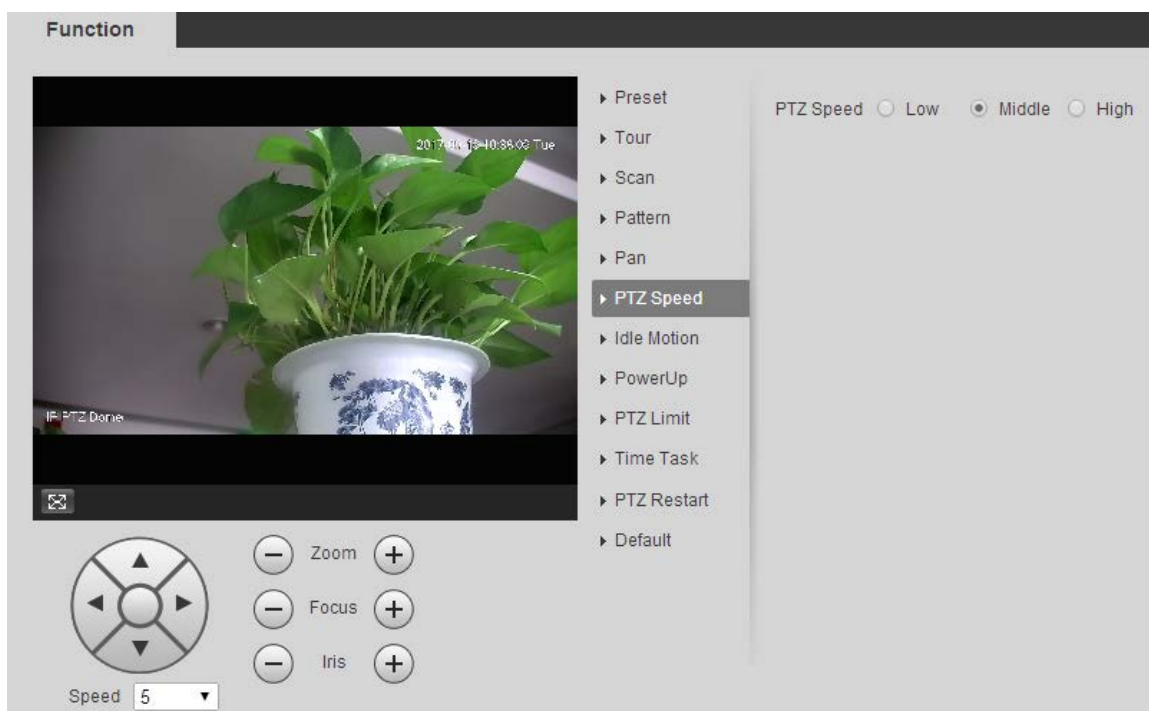 Function
Tue
PTZ Dome
Preset
Tour
Scan
Pattern
Pan
PTZ Speed
Idle Motion
PowerUp
PTZ Limit
Time Task
PTZ Restart
Default
PTZ Speed Low Middle High
Zoom
Focus
Iris
Speed 5